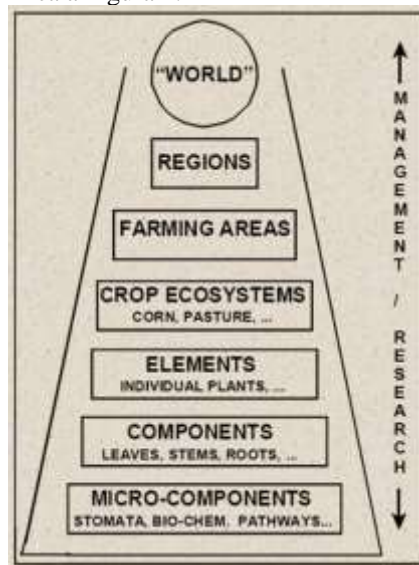 "WORLD"
REGIONS
FARMING AREAS
CROP ECOSYSTEMS
CORN, PASTURE, ...
ELEMENTS
INDIVIDUAL PLANTS, ...
COMPONENTS
LEAVES, STEMS, ROOTS, ...
MICRO-COMPONENTS
STOMATA, BIO-CHEM. PATHWAYS...
MANAGEMENT / RESEARCH